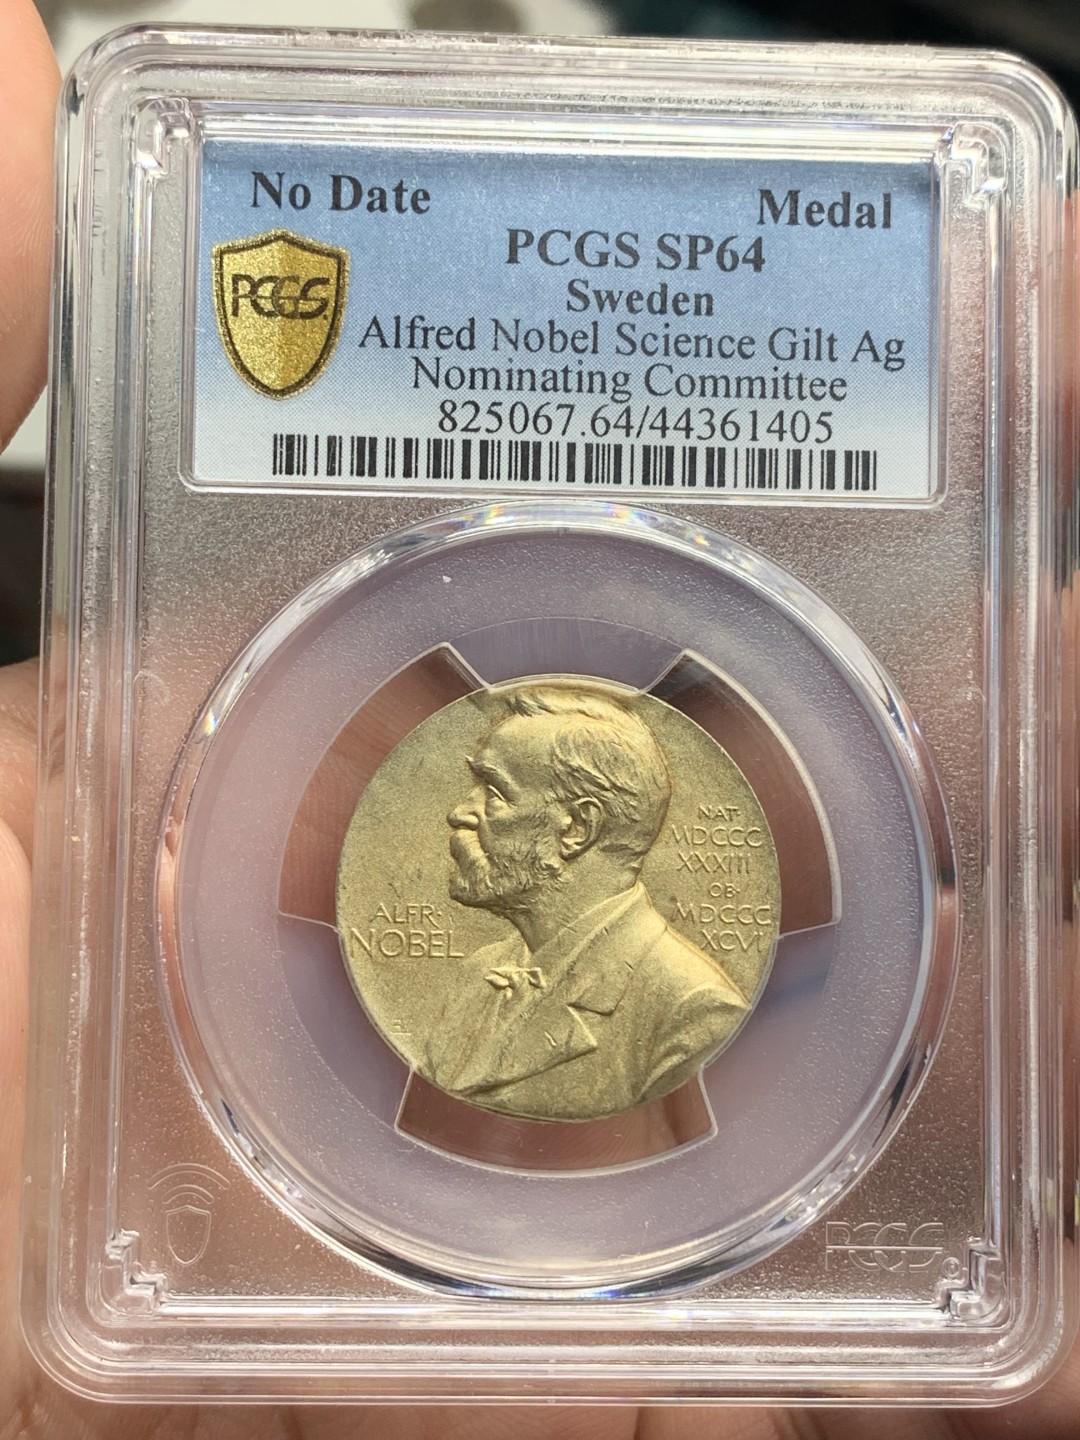 No Date
Medal
PCGS SP64
PCGS
Sweden
Alfred Nobel Science Gilt Ag
Nominating Committee
825067.64/44361405
NAT·
MDCCC
XXXIII
OB·
MDCCC
XCVI
ALFR·
NOBEL
PCGS